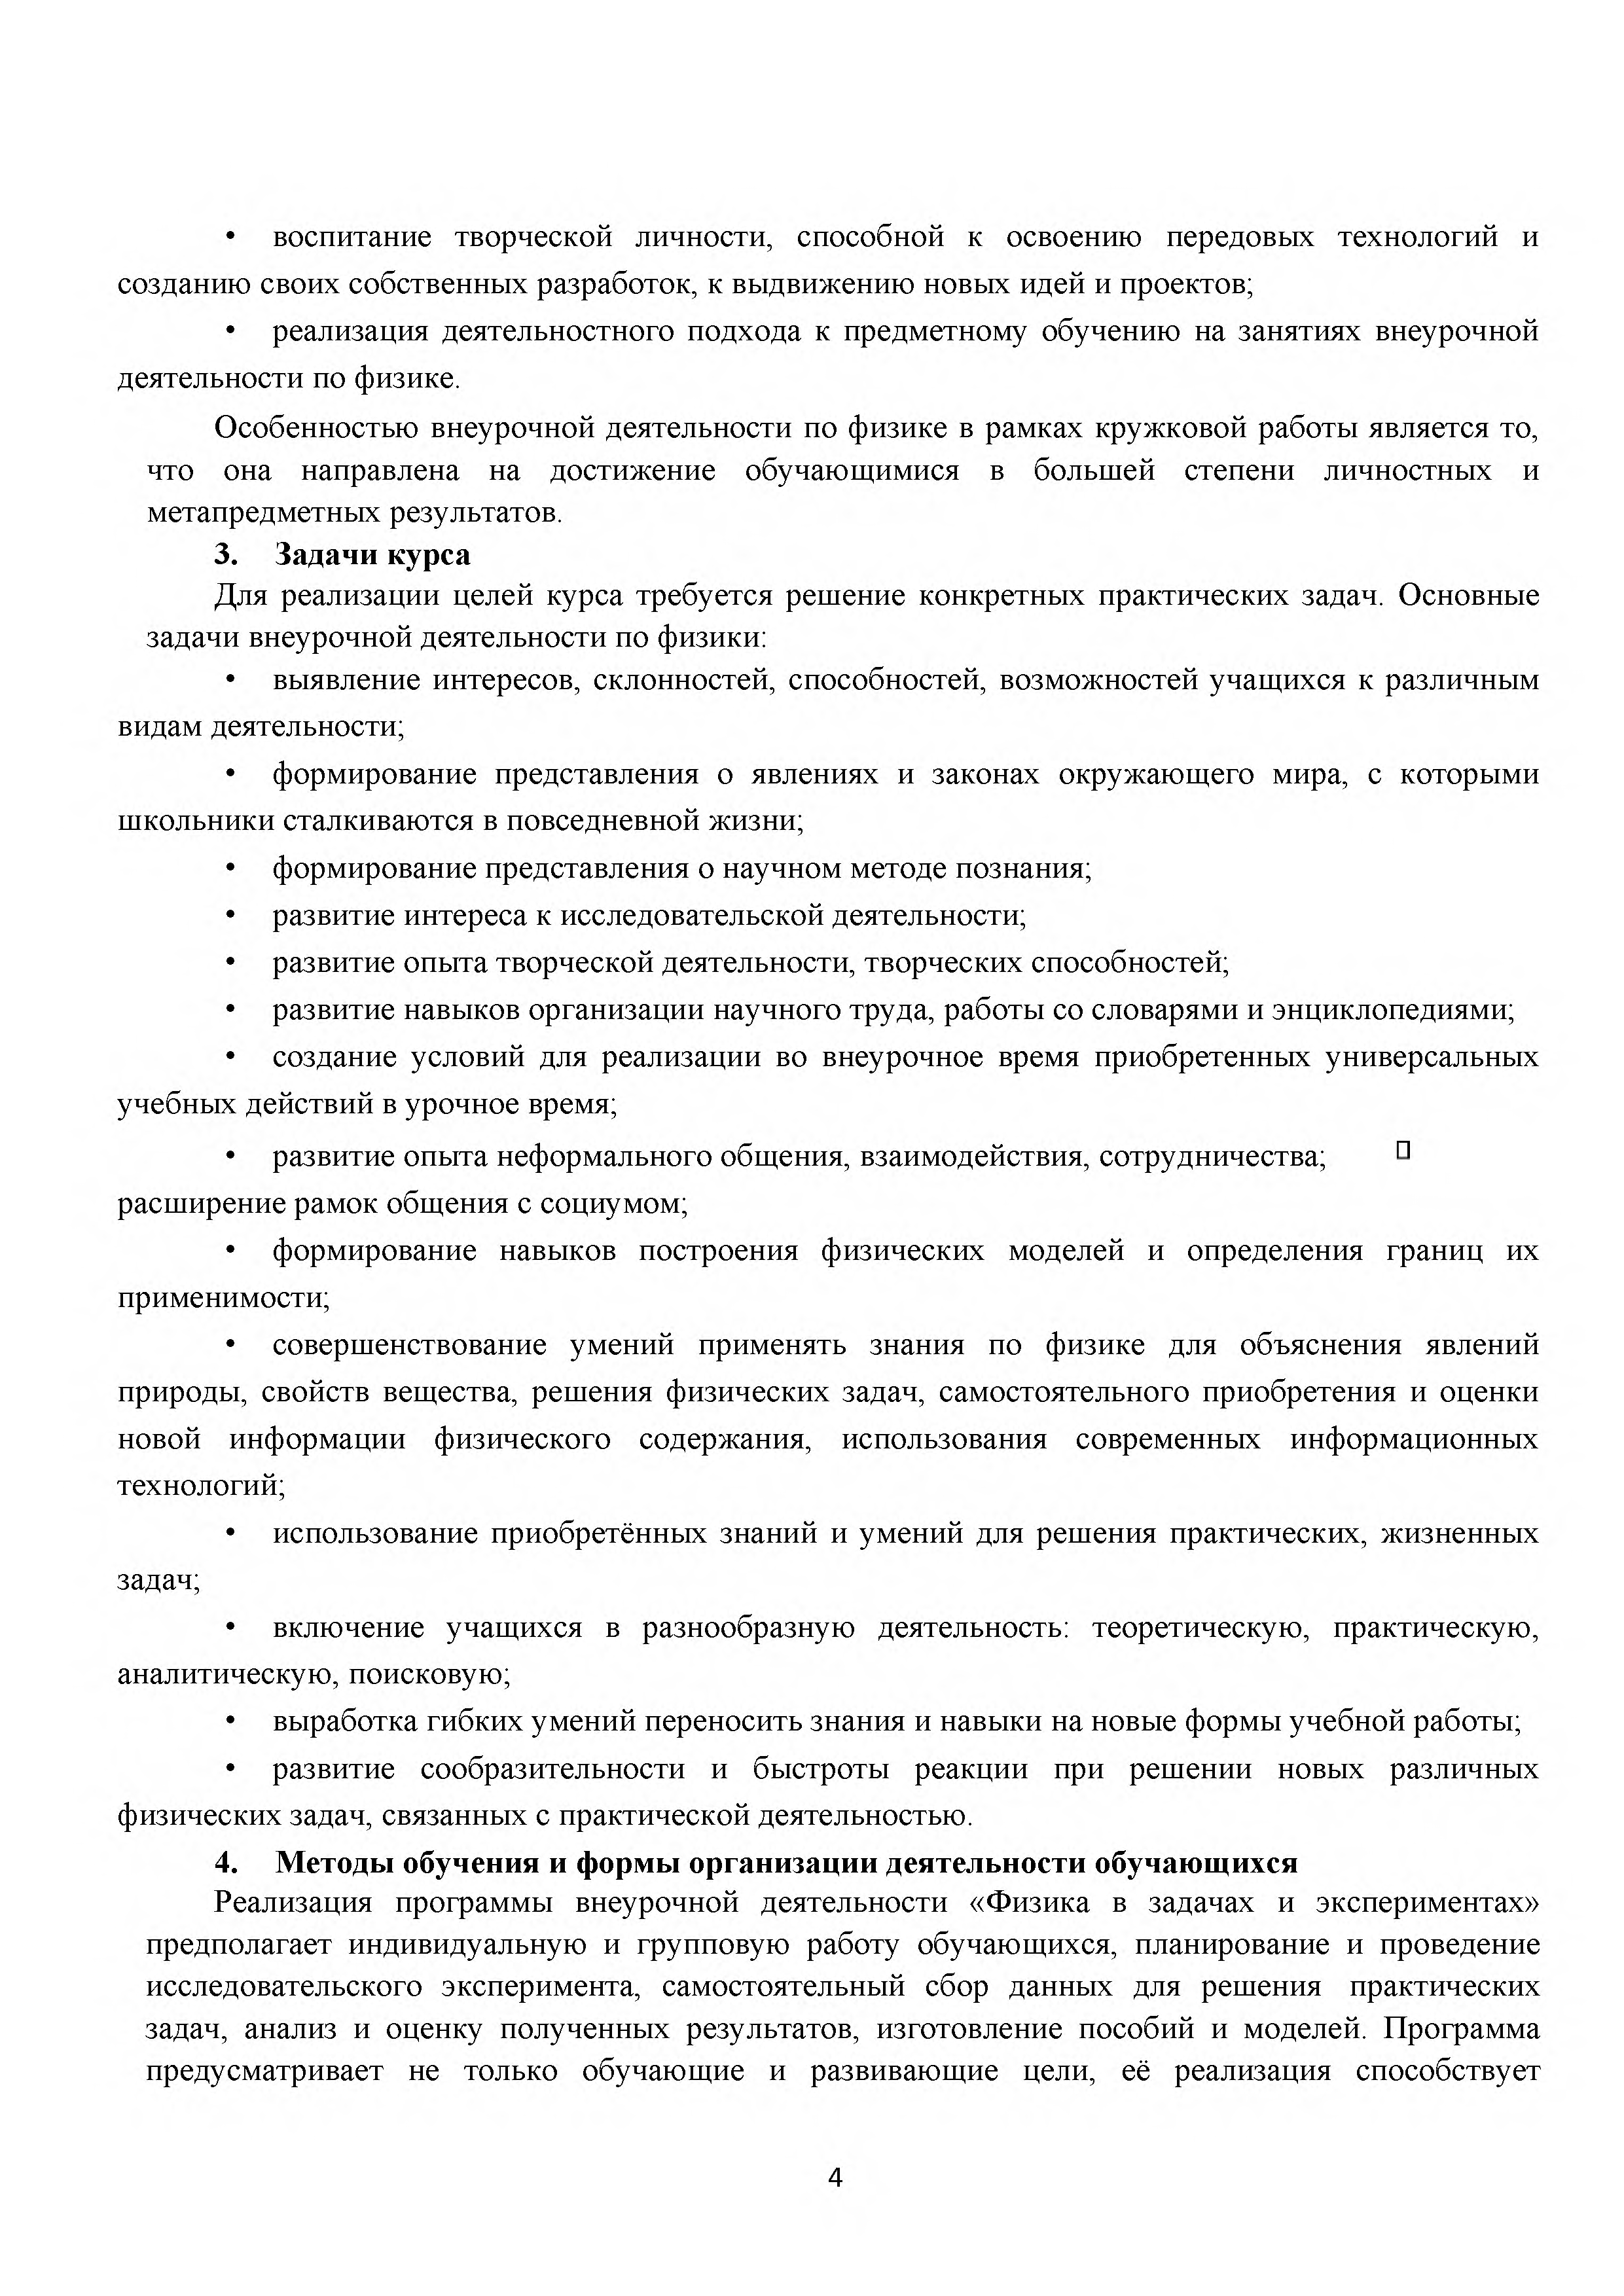 • воспитание творческой личности, способной к освоению передовых технологий и
созданию своих собственных разработок, к выдвижению новых идей и проектов;
• реализация деятельностного подхода к предметному обучению на занятиях внеурочной
деятельности по физике.
Особенностью внеурочной деятельности по физике в рамках кружковой работы является то,
что она направлена на достижение обучающимися в большей степени личностных и
метапредметных результатов.
3. Задачи курса
Для реализации целей курса требуется решение конкретных практических задач. Основные
задачи внеурочной деятельности по физики:
• выявление интересов, склонностей, способностей, возможностей учащихся к различным
видам деятельности;
• формирование представления о явлениях и законах окружающего мира, с которыми
школьники сталкиваются в повседневной жизни;
• формирование представления о научном методе познания;
• развитие интереса к исследовательской деятельности;
• развитие опыта творческой деятельности, творческих способностей;
• развитие навыков организации научного труда, работы со словарями и энциклопедиями;
• создание условий для реализации во внеурочное время приобретенных универсальных
учебных действий в урочное время;
• развитие опыта неформального общения, взаимодействия, сотрудничества; 
расширение рамок общения с социумом;
• формирование навыков построения физических моделей и определения границ их
применимости;
• совершенствование умений применять знания по физике для объяснения явлений
природы, свойств вещества, решения физических задач, самостоятельного приобретения и оценки
новой информации физического содержания, использования современных информационных
технологий;
• использование приобретённых знаний и умений для решения практических, жизненных
задач;
• включение учащихся в разнообразную деятельность: теоретическую, практическую,
аналитическую, поисковую;
• выработка гибких умений переносить знания и навыки на новые формы учебной работы;
• развитие сообразительности и быстроты реакции при решении новых различных
физических задач, связанных с практической деятельностью.
4. Методы обучения и формы организации деятельности обучающихся
Реализация программы внеурочной деятельности «Физика в задачах и экспериментах»
предполагает индивидуальную и групповую работу обучающихся, планирование и проведение
исследовательского эксперимента, самостоятельный сбор данных для решения практических
задач, анализ и оценку полученных результатов, изготовление пособий и моделей. Программа
предусматривает не только обучающие и развивающие цели, её реализация способствует
4